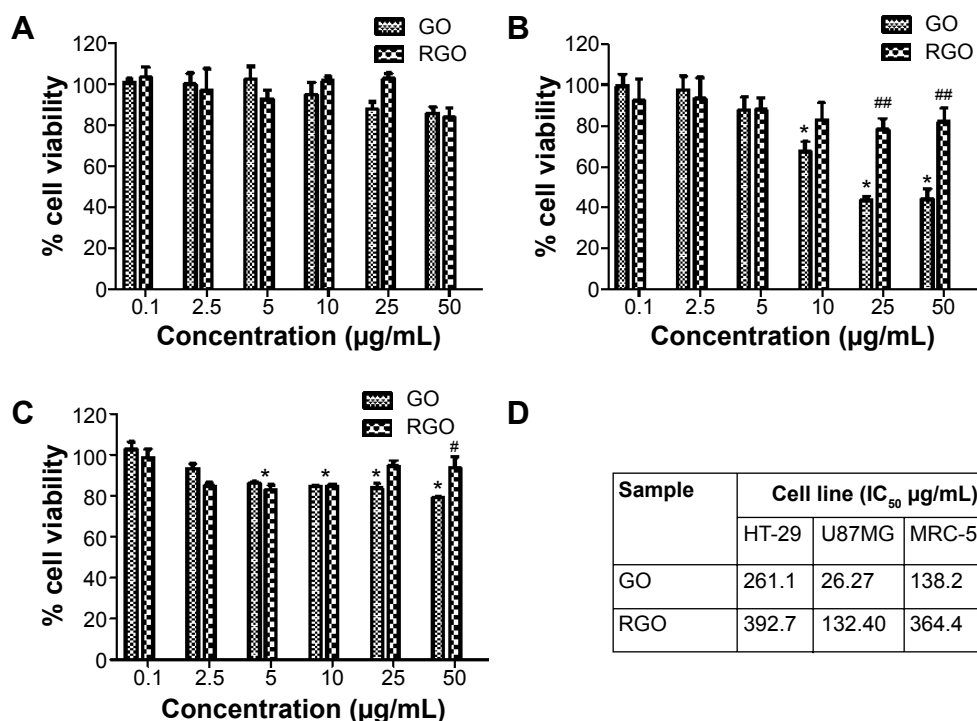 A
GO
RGO
120
100
80
60
40
20
0
% cell viability
0.1 2.5 5 10 25 50
Concentration (µg/mL)
B
GO
RGO
120
100
80
60
40
20
0
% cell viability
* * *
## ##
0.1 2.5 5 10 25 50
Concentration (µg/mL)
C
GO
RGO
120
100
80
60
40
20
0
% cell viability
* * * * #
0.1 2.5 5 10 25 50
Concentration (µg/mL)
D
Sample Cell line (IC50 µg/mL)
HT-29 U87MG MRC-5
GO 261.1 26.27 138.2
RGO 392.7 132.40 364.4